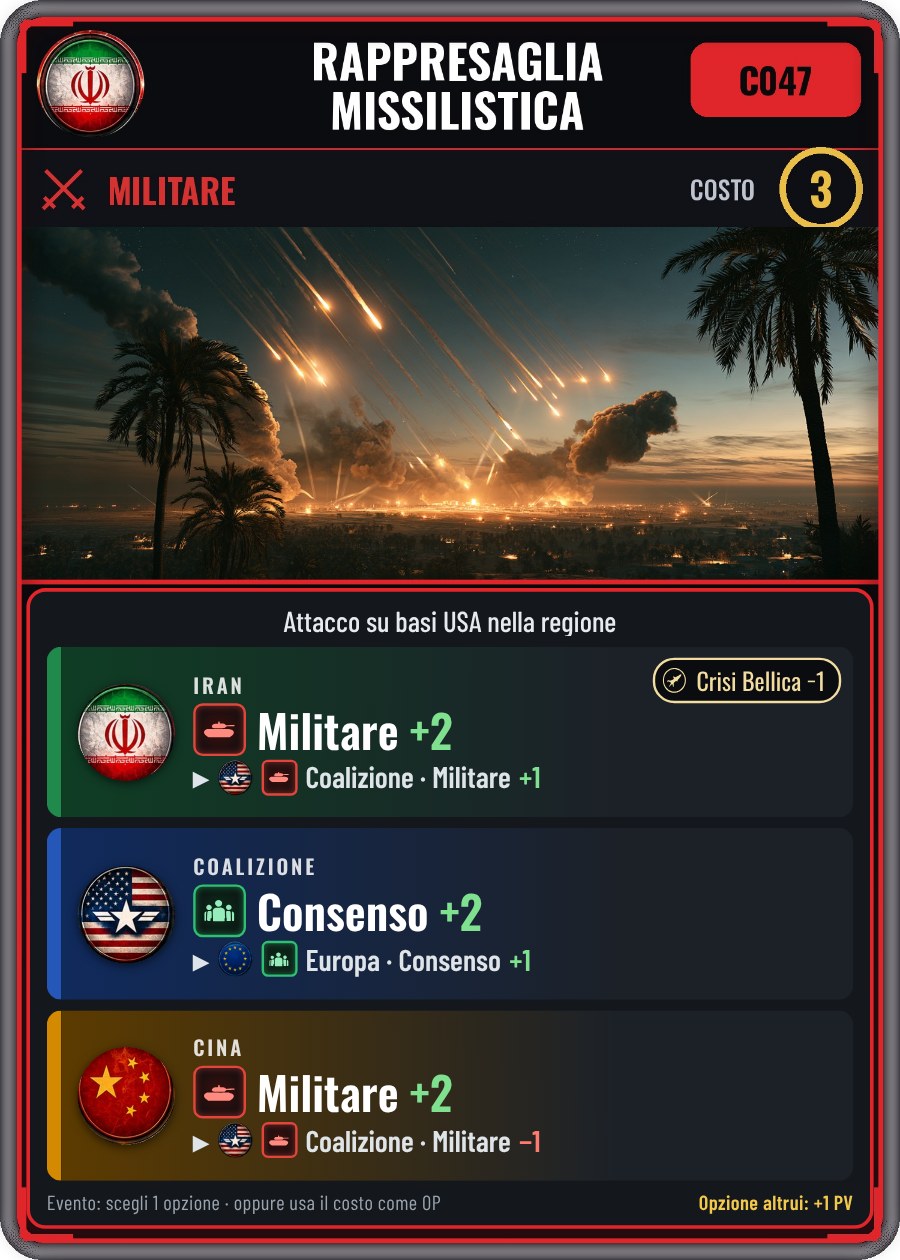 RAPPRESAGLIA
MISSILISTICA
C047
MILITARE
COSTO 3
Attacco su basi USA nella regione
IRAN
Crisi Bellica −1
Militare +2
▶ Coalizione · Militare +1
COALIZIONE
Consenso +2
▶ Europa · Consenso +1
CINA
Militare +2
▶ Coalizione · Militare −1
Evento: scegli 1 opzione · oppure usa il costo come OP
Opzione altrui: +1 PV